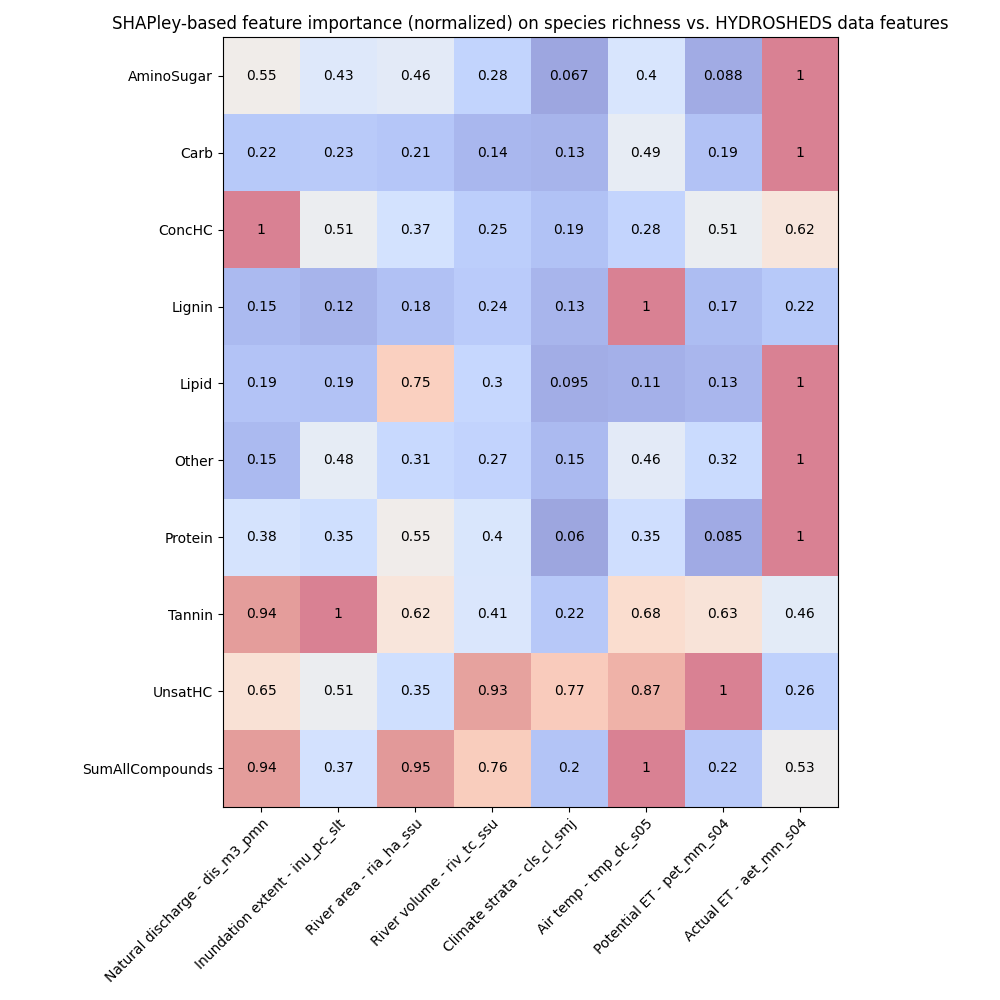 SHAPley-based feature importance (normalized) on species richness vs. HYDROSHEDS data features
AminoSugar 0.55 0.43 0.46 0.28 0.067 0.4 0.088 1
Carb 0.22 0.23 0.21 0.14 0.13 0.49 0.19 1
ConcHC 1 0.51 0.37 0.25 0.19 0.28 0.51 0.62
Lignin 0.15 0.12 0.18 0.24 0.13 1 0.17 0.22
Lipid 0.19 0.19 0.75 0.3 0.095 0.11 0.13 1
Other 0.15 0.48 0.31 0.27 0.15 0.46 0.32 1
Protein 0.38 0.35 0.55 0.4 0.06 0.35 0.085 1
Tannin 0.94 1 0.62 0.41 0.22 0.68 0.63 0.46
UnsatHC 0.65 0.51 0.35 0.93 0.77 0.87 1 0.26
SumAllCompounds 0.94 0.37 0.95 0.76 0.2 1 0.22 0.53
Natural discharge - dis_m3_pmn
Inundation extent - inu_pc_slt
River area - ria_ha_ssu
River volume - riv_tc_ssu
Climate strata - cls_cl_smj
Air temp - tmp_dc_s05
Potential ET - pet_mm_s04
Actual ET - aet_mm_s04